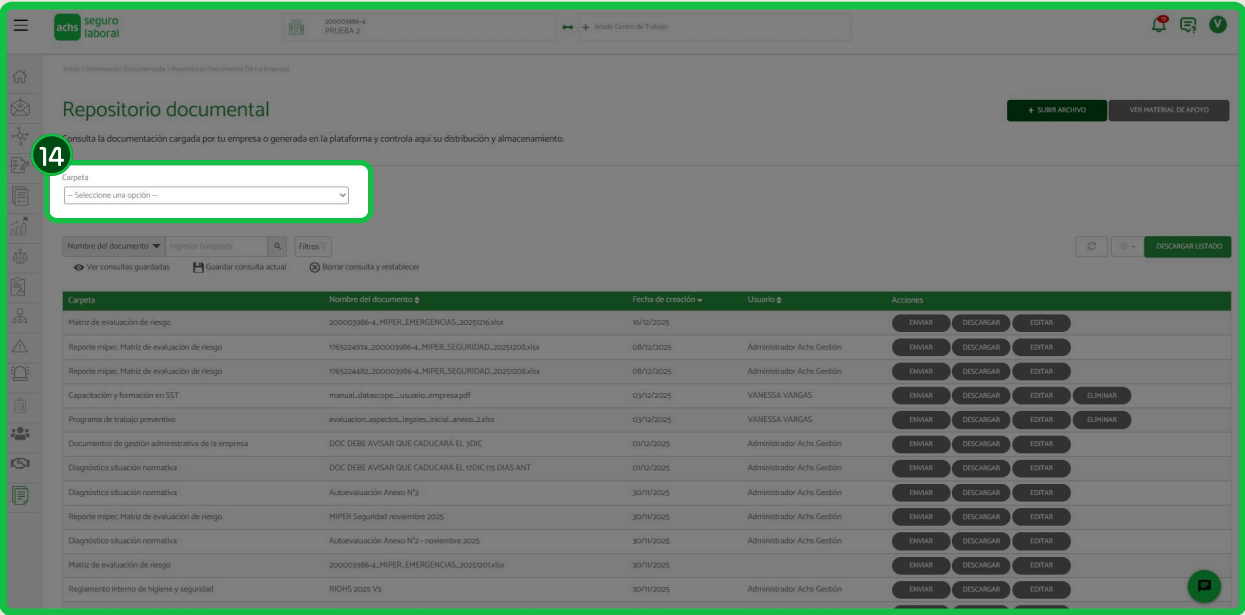 achs seguro laboral
200003986-4
PRUEBA 2
+ Añadir Centro de Trabajo
V
Inicio > Información Documentada > Repositorio Documental De La Empresa
Repositorio documental
+ SUBIR ARCHIVO
VER MATERIAL DE APOYO
Consulta la documentación cargada por tu empresa o generada en la plataforma y controla aquí su distribución y almacenamiento.
14
Carpeta
-- Seleccione una opción --
Nombre del documento Ingresar búsqueda Filtros DESCARGAR LISTADO
Ver consultas guardadas Guardar consulta actual Borrar consulta y restablecer
Carpeta Nombre del documento Fecha de creación Usuario Acciones
Matriz de evaluación de riesgo 200003986-4_MIPER_EMERGENCIAS_20251216.xlsx 16/12/2025 ENVIAR DESCARGAR EDITAR
Reporte miper, Matriz de evaluación de riesgo 1765224974_200003986-4_MIPER_SEGURIDAD_20251208.xlsx 08/12/2025 Administrador Achs Gestión ENVIAR DESCARGAR EDITAR
Reporte miper, Matriz de evaluación de riesgo 1765224482_200003986-4_MIPER_SEGURIDAD_20251208.xlsx 08/12/2025 Administrador Achs Gestión ENVIAR DESCARGAR EDITAR
Capacitación y formación en SST manual_datascope__usuario_empresa.pdf 03/12/2025 VANESSA VARGAS ENVIAR DESCARGAR EDITAR ELIMINAR
Programa de trabajo preventivo evaluacion_aspectos_legales_inicial_anexo_2.xlsx 03/12/2025 VANESSA VARGAS ENVIAR DESCARGAR EDITAR ELIMINAR
Documentos de gestión administrativa de la empresa DOC DEBE AVISAR QUE CADUCARÁ EL 3DIC 01/12/2025 Administrador Achs Gestión ENVIAR DESCARGAR EDITAR
Diagnóstico situación normativa DOC DEBE AVISAR QUE CADUCARÁ EL 17DIC (15 DIAS ANT 01/12/2025 Administrador Achs Gestión ENVIAR DESCARGAR EDITAR
Diagnóstico situación normativa Autoevaluación Anexo N°3 30/11/2025 Administrador Achs Gestión ENVIAR DESCARGAR EDITAR
Reporte miper, Matriz de evaluación de riesgo MIPER Seguridad noviembre 2025 30/11/2025 Administrador Achs Gestión ENVIAR DESCARGAR EDITAR
Diagnóstico situación normativa Autoevaluación Anexo N°2 - noviembre 2025 30/11/2025 Administrador Achs Gestión ENVIAR DESCARGAR EDITAR
Matriz de evaluación de riesgo 200003986-4_MIPER_EMERGENCIAS_20251201.xlsx 30/11/2025 ENVIAR DESCARGAR EDITAR
Reglamento interno de higiene y seguridad RIOHS 2025 V3 30/11/2025 Administrador Achs Gestión ENVIAR DESCARGAR EDITAR